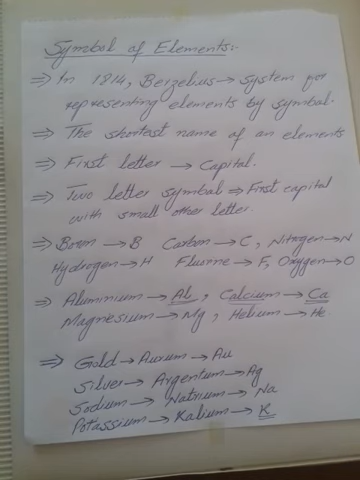 Symbol of Elements:-
⇒ In 1814, Berzelius → System for
representing elements by symbol.
⇒ The shortest name of an elements
⇒ First letter → Capital.
⇒ Two letter symbol ⇒ First capital
with small other letter.
⇒ Boron → B Carbon → C, Nitrogen → N
Hydrogen → H Fluorne → F, Oxygen → O
⇒ Aluminium → Al, Calcium → Ca
Magnesium → Mg, Helium → He
⇒ Gold → Aurum → Au
Silver → Argentum → Ag
Sodium → Natrium → Na
Potassium → Kalium → K